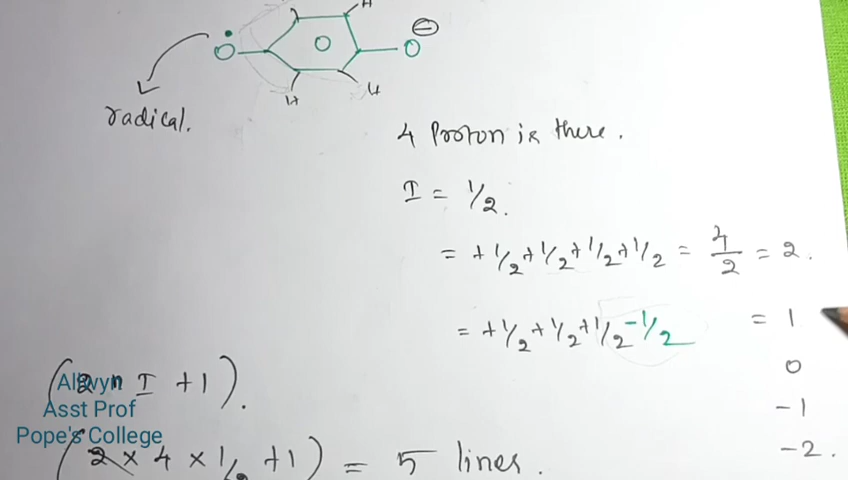 H
O
O
O
⊖
radical.
H
H
4 Proton is there.
I = 1/2.
= +1/2+1/2+1/2+1/2 = 4/2 = 2.
= +1/2+1/2+1/2-1/2 = 1
0
-1
-2.
(2nI+1).
(2×4×1/2+1) = 5 lines.
Allwyn
Asst Prof
Pope's College